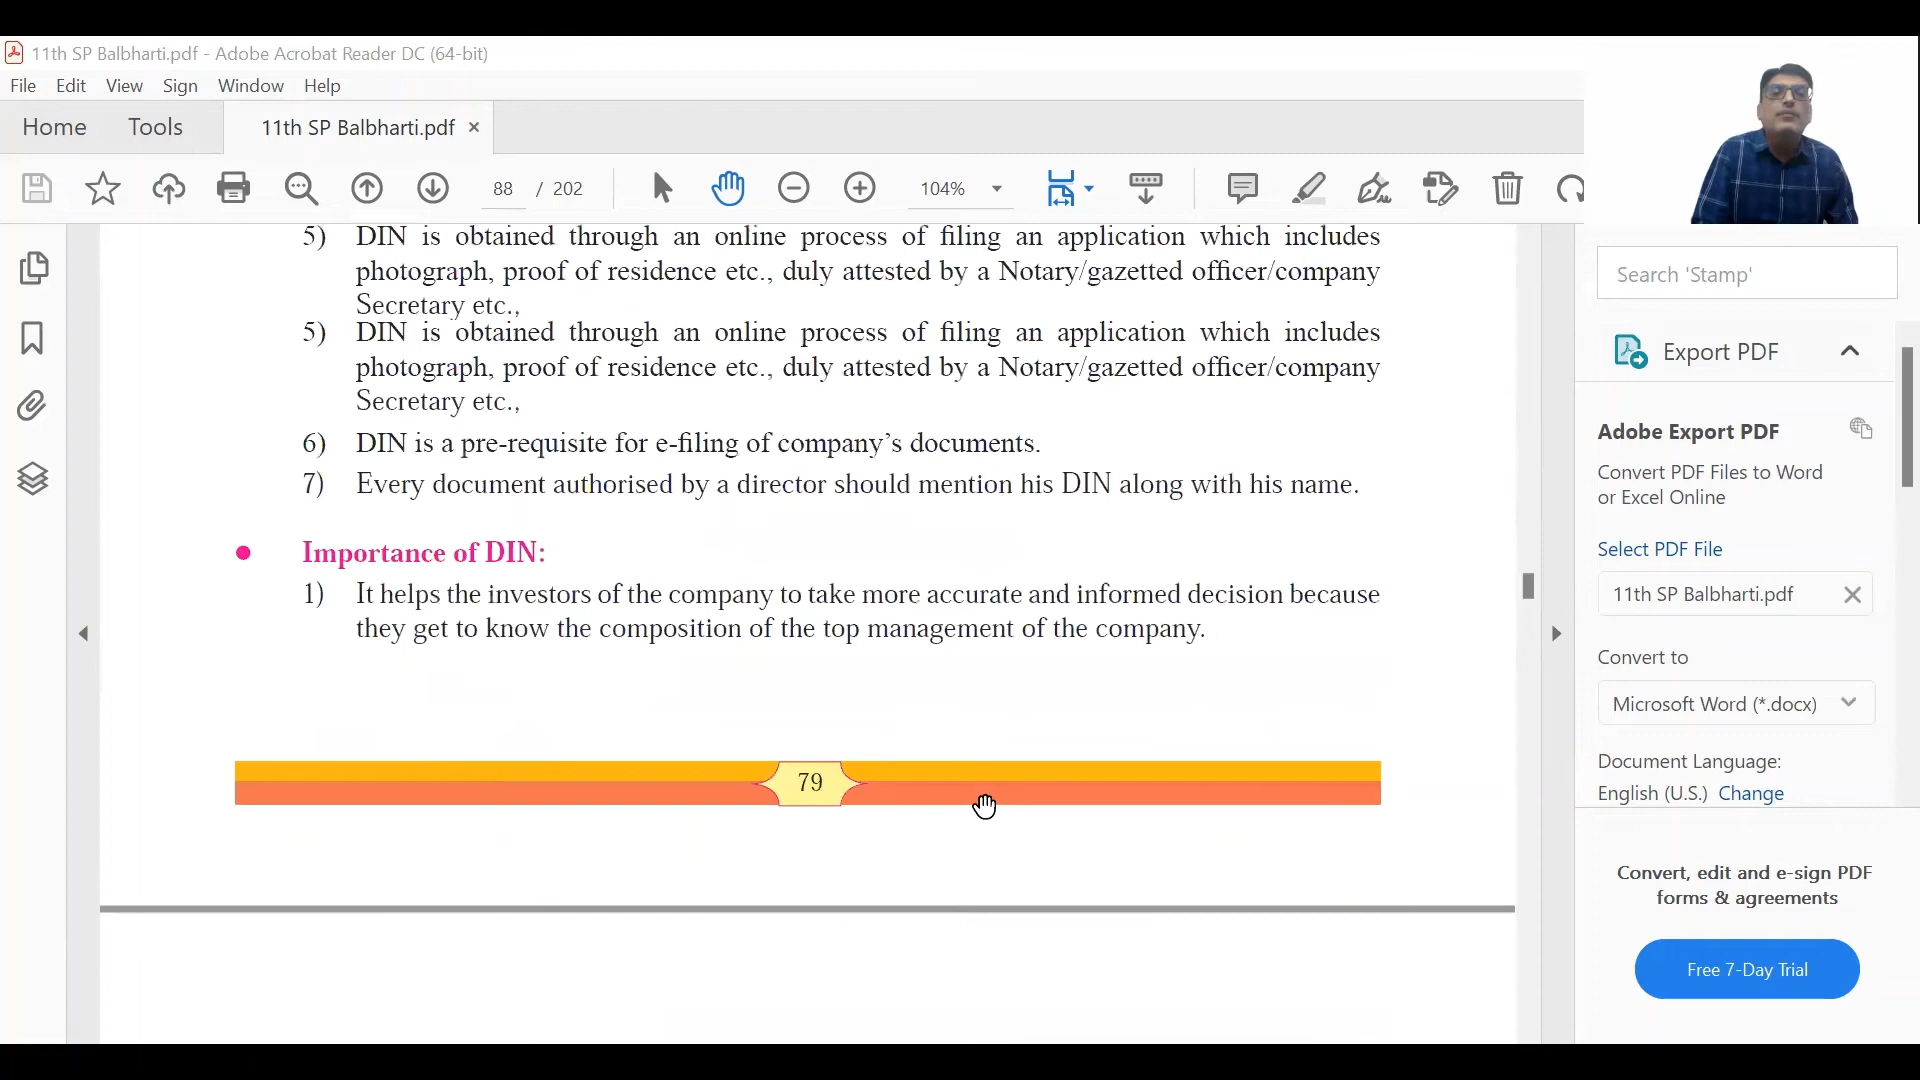 11th SP Balbharti.pdf - Adobe Acrobat Reader DC (64-bit)
File Edit View Sign Window Help
Home Tools 11th SP Balbharti.pdf ×
88 / 202 104%
5) DIN is obtained through an online process of filing an application which includes
photograph, proof of residence etc., duly attested by a Notary/gazetted officer/company
Secretary etc.,
5) DIN is obtained through an online process of filing an application which includes
photograph, proof of residence etc., duly attested by a Notary/gazetted officer/company
Secretary etc.,
6) DIN is a pre-requisite for e-filing of company’s documents.
7) Every document authorised by a director should mention his DIN along with his name.
● Importance of DIN:
1) It helps the investors of the company to take more accurate and informed decision because
they get to know the composition of the top management of the company.
79
Search 'Stamp'
Export PDF
Adobe Export PDF
Convert PDF Files to Word
or Excel Online
Select PDF File
11th SP Balbharti.pdf
Convert to
Microsoft Word (*.docx)
Document Language:
English (U.S.) Change
Convert, edit and e-sign PDF
forms & agreements
Free 7-Day Trial